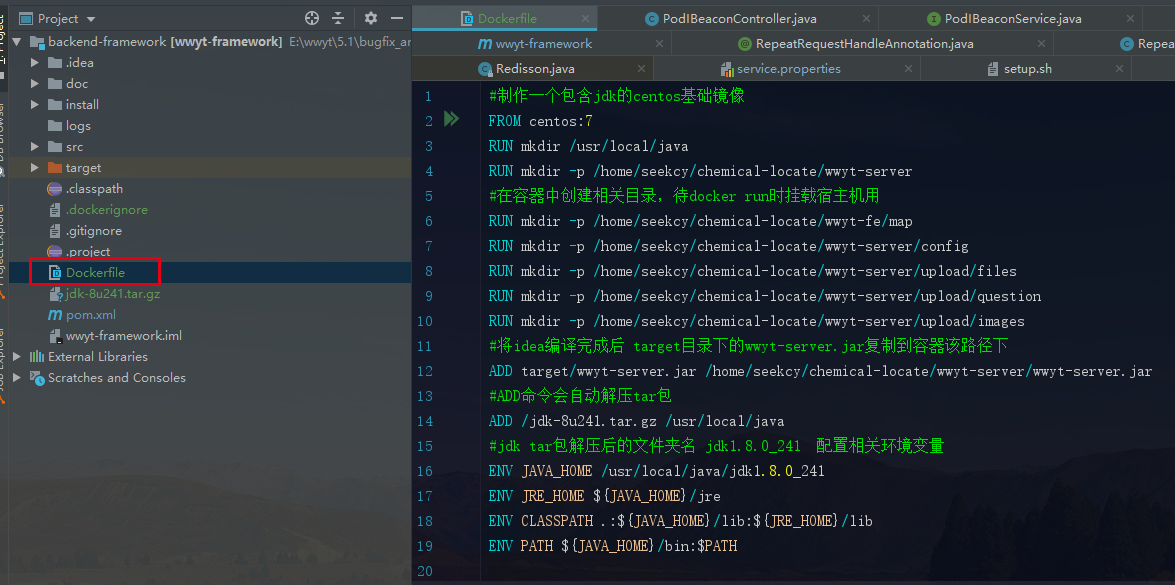 Project
backend-framework [wwyt-framework] E:\wwyt\5.1\bugfix_ar
.idea
doc
install
logs
src
target
.classpath
.dockerignore
.gitignore
.project
Dockerfile
jdk-8u241.tar.gz
pom.xml
wwyt-framework.iml
External Libraries
Scratches and Consoles
Dockerfile
PodIBeaconController.java
PodIBeaconService.java
wwyt-framework
RepeatRequestHandleAnnotation.java
Repea
Redisson.java
service.properties
setup.sh
1 #制作一个包含jdk的centos基础镜像
2 FROM centos:7
3 RUN mkdir /usr/local/java
4 RUN mkdir -p /home/seekcy/chemical-locate/wwyt-server
5 #在容器中创建相关目录, 待docker run时挂载宿主机用
6 RUN mkdir -p /home/seekcy/chemical-locate/wwyt-fe/map
7 RUN mkdir -p /home/seekcy/chemical-locate/wwyt-server/config
8 RUN mkdir -p /home/seekcy/chemical-locate/wwyt-server/upload/files
9 RUN mkdir -p /home/seekcy/chemical-locate/wwyt-server/upload/question
10 RUN mkdir -p /home/seekcy/chemical-locate/wwyt-server/upload/images
11 #将idea编译完成后 target目录下的wwyt-server.jar复制到容器该路径下
12 ADD target/wwyt-server.jar /home/seekcy/chemical-locate/wwyt-server/wwyt-server.jar
13 #ADD命令会自动解压tar包
14 ADD /jdk-8u241.tar.gz /usr/local/java
15 #jdk tar包解压后的文件夹名 jdk1.8.0_241 配置相关环境变量
16 ENV JAVA_HOME /usr/local/java/jdk1.8.0_241
17 ENV JRE_HOME ${JAVA_HOME}/jre
18 ENV CLASSPATH .:${JAVA_HOME}/lib:${JRE_HOME}/lib
19 ENV PATH ${JAVA_HOME}/bin:$PATH
20